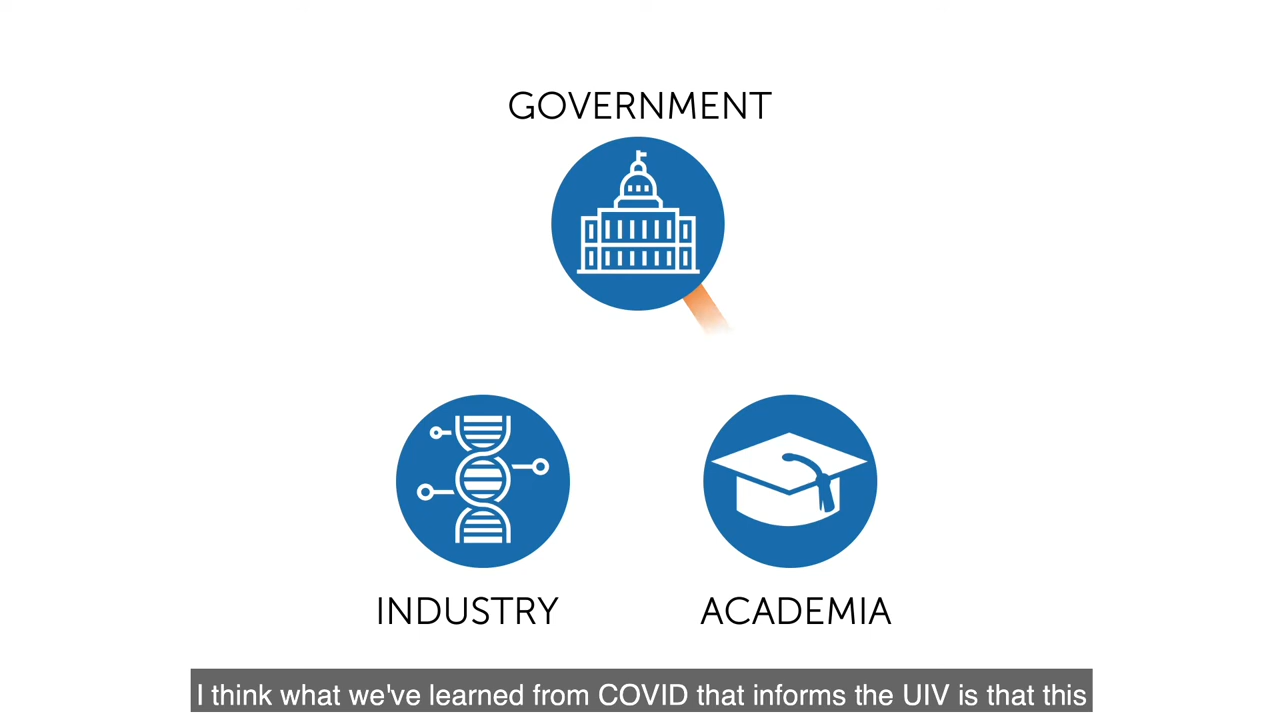 GOVERNMENT
INDUSTRY
ACADEMIA
I think what we've learned from COVID that informs the UIV is that this